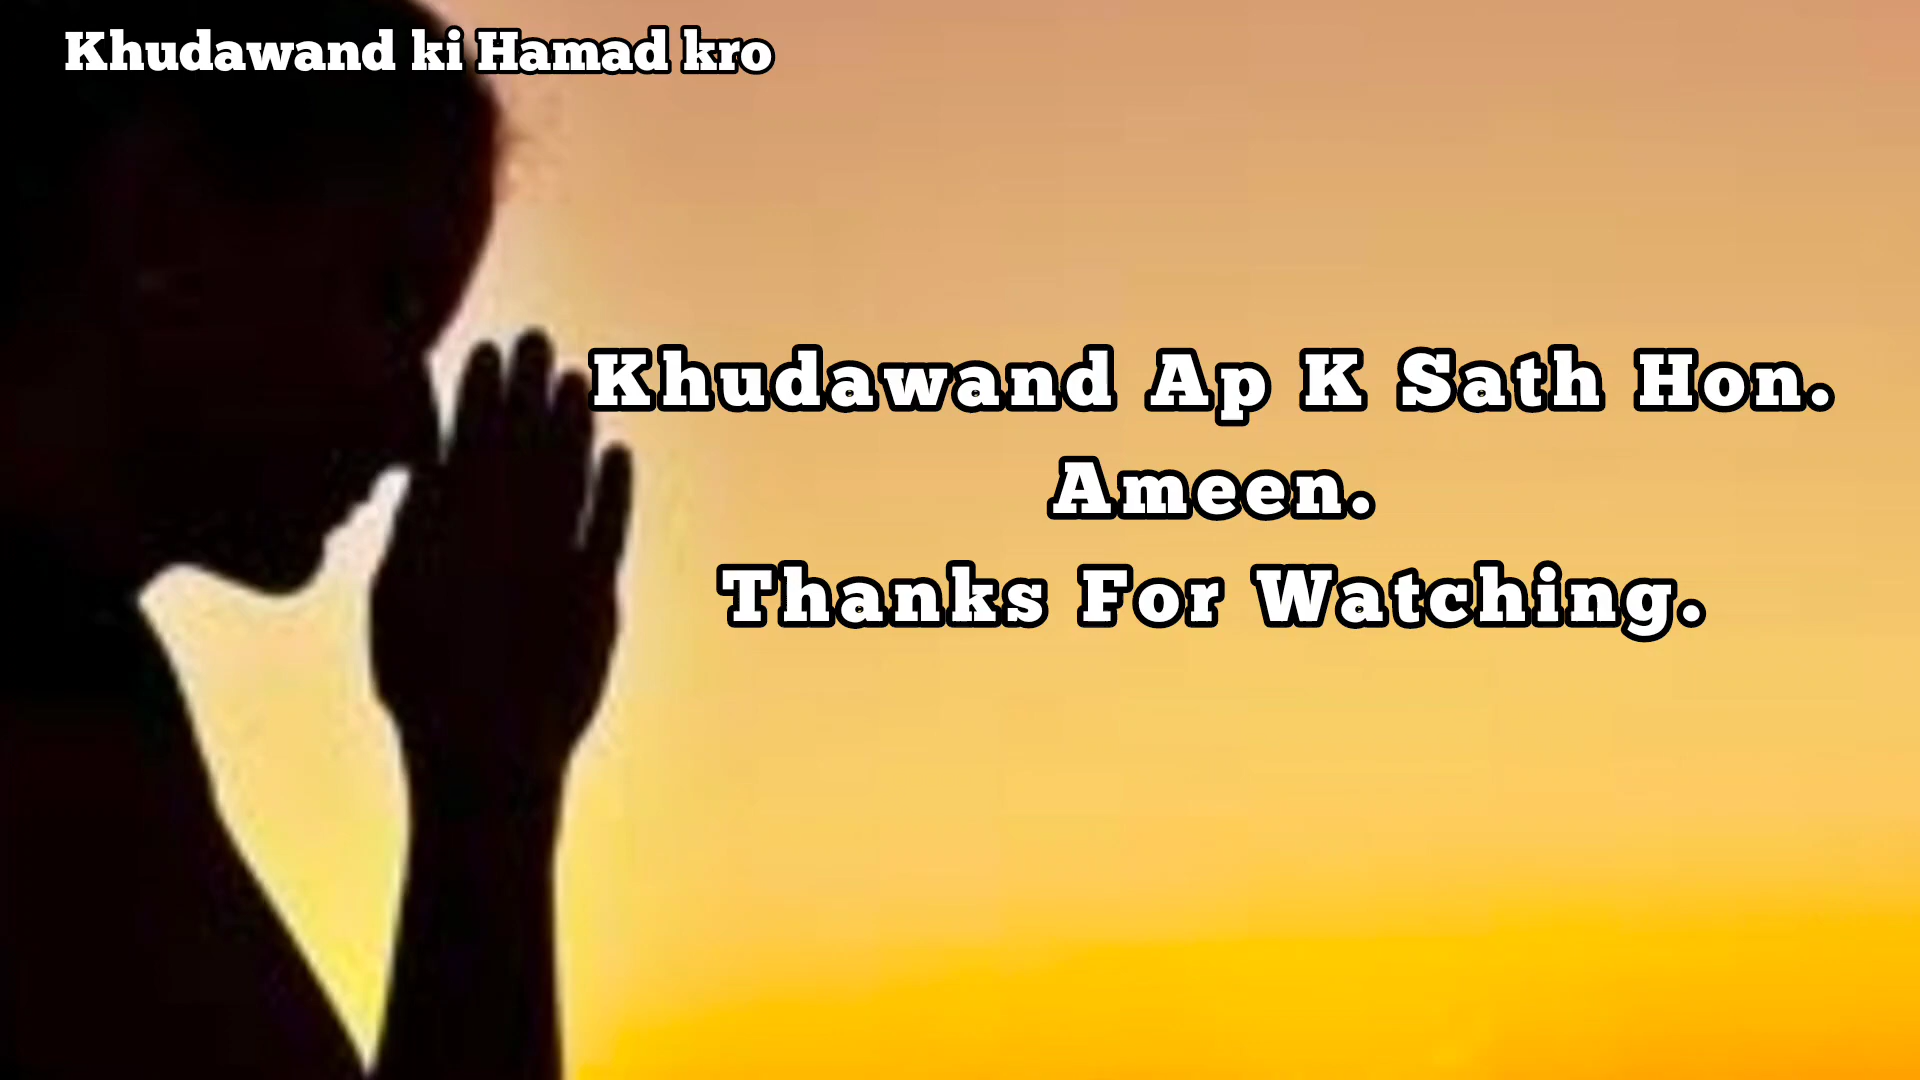 Khudawand ki Hamad kro
Khudawand Ap K Sath Hon.
Ameen.
Thanks For Watching.